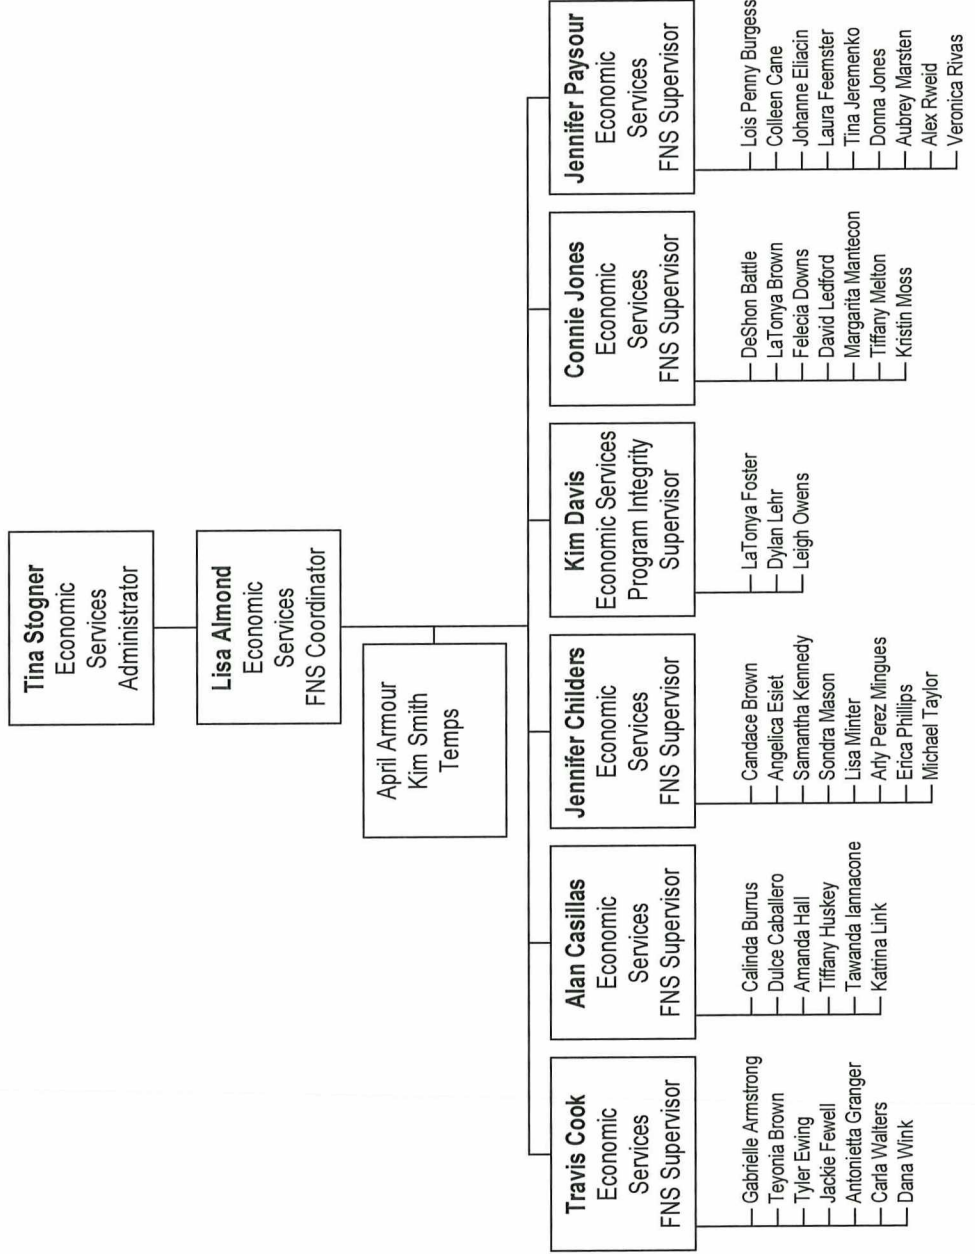 Tina Stogner
Economic
Services
Administrator
Lisa Almond
Economic
Services
FNS Coordinator
April Armour
Kim Smith
Temps
Travis Cook
Economic
Services
FNS Supervisor
Gabrielle Armstrong
Teyonia Brown
Tyler Ewing
Jackie Fewell
Antonietta Granger
Carla Walters
Dana Wink
Alan Casillas
Economic
Services
FNS Supervisor
Calinda Burrus
Dulce Caballero
Amanda Hall
Tiffany Huskey
Tawanda Iannacone
Katrina Link
Jennifer Childers
Economic
Services
FNS Supervisor
Candace Brown
Angelica Esiet
Samantha Kennedy
Sondra Mason
Lisa Minter
Arly Perez Mingues
Erica Phillips
Michael Taylor
Kim Davis
Economic Services
Program Integrity
Supervisor
LaTonya Foster
Dylan Lehr
Leigh Owens
Connie Jones
Economic
Services
FNS Supervisor
DeShon Battle
LaTonya Brown
Felecia Downs
David Ledford
Margarita Mantecon
Tiffany Melton
Kristin Moss
Jennifer Paysour
Economic
Services
FNS Supervisor
Lois Penny Burgess
Colleen Cane
Johanne Eliacin
Laura Feemster
Tina Jeremenko
Donna Jones
Aubrey Marsten
Alex Rweid
Veronica Rivas